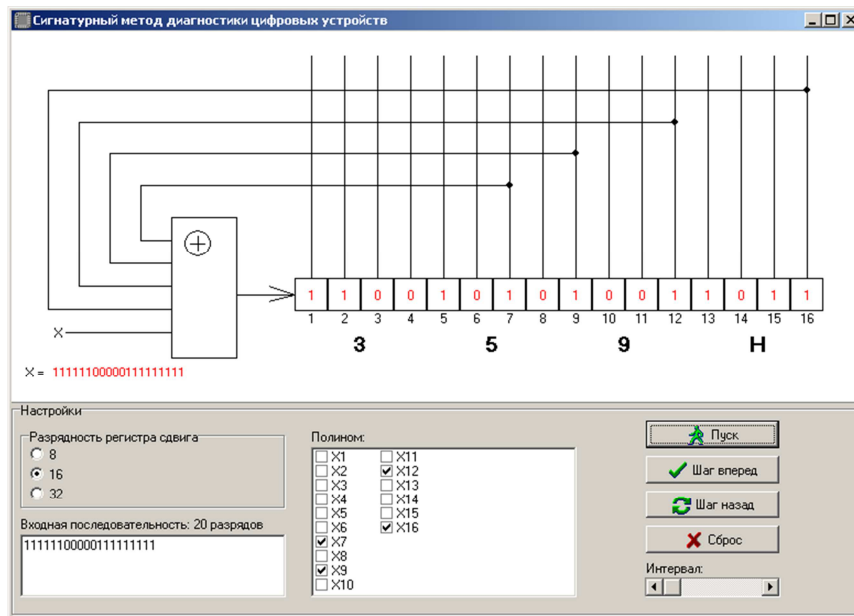 Сигнатурный метод диагностики цифровых устройств
1 1 0 0 1 0 1 0 1 0 0 1 1 0 1 1
1 2 3 4 5 6 7 8 9 10 11 12 13 14 15 16
X
3 5 9 H
X = 11111100000111111111
Настройки
Разрядность регистра сдвига
8
16
32
Входная последовательность: 20 разрядов
11111100000111111111
Полином:
X1
X2
X3
X4
X5
X6
X7
X8
X9
X10
X11
X12
X13
X14
X15
X16
Пуск
Шаг вперед
Шаг назад
Сброс
Интервал: